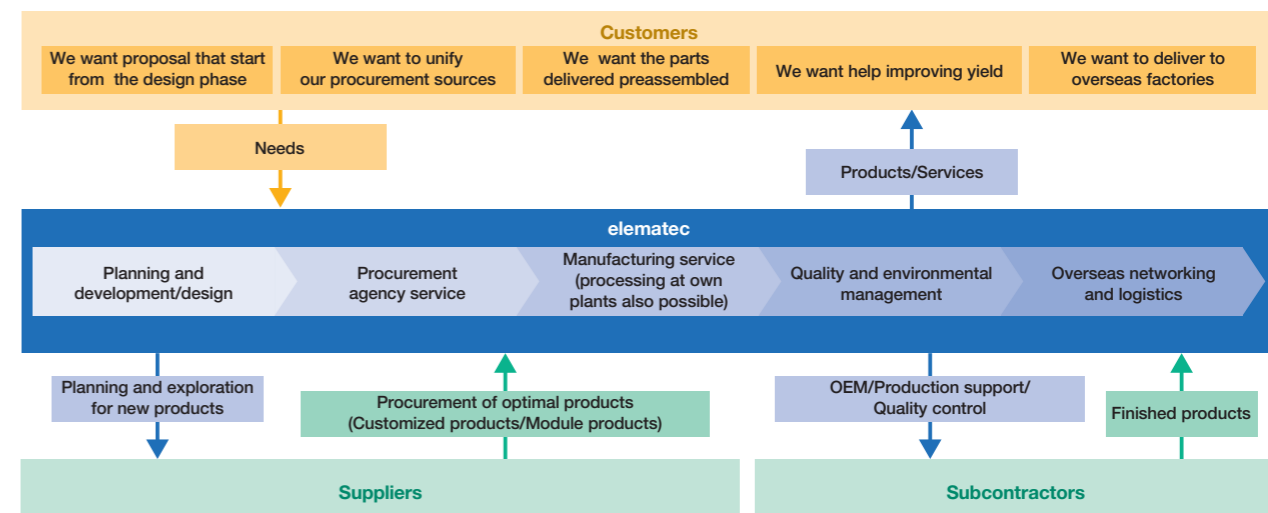 Customers
We want proposal that start
from the design phase
We want to unify
our procurement sources
We want the parts
delivered preassembled
We want help improving yield
We want to deliver to
overseas factories
Needs
Products/Services
elematec
Planning and
development/design
Procurement
agency service
Manufacturing service
(processing at own
plants also possible)
Quality and environmental
management
Overseas networking
and logistics
Planning and exploration
for new products
Procurement of optimal products
(Customized products/Module products)
OEM/Production support/
Quality control
Finished products
Suppliers
Subcontractors